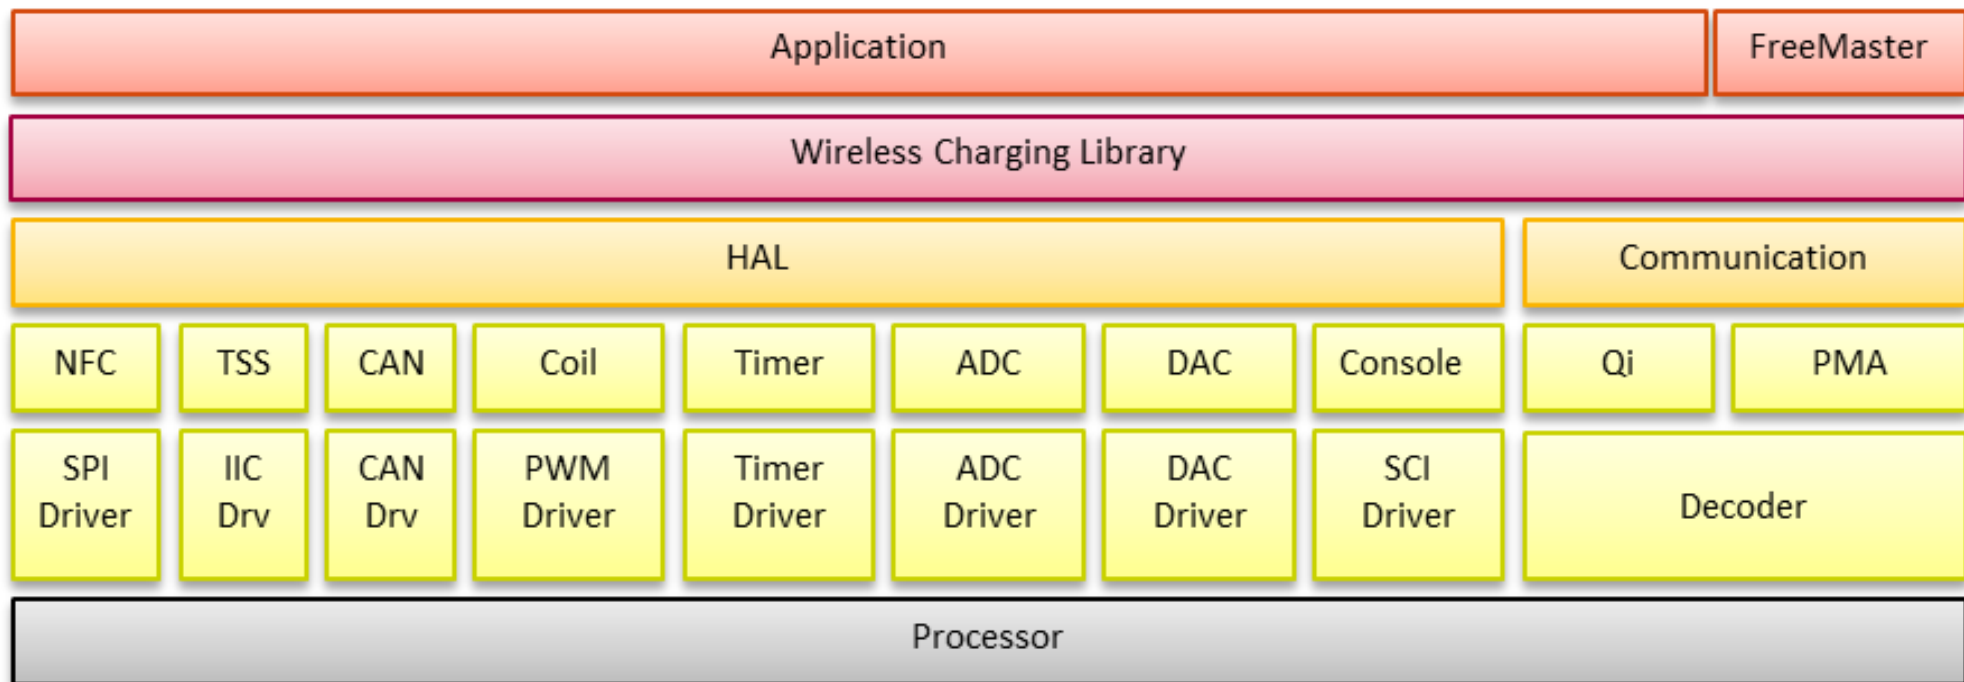 Application
FreeMaster
Wireless Charging Library
HAL
Communication
NFC
TSS
CAN
Coil
Timer
ADC
DAC
Console
Qi
PMA
SPI
Driver
IIC
Drv
CAN
Drv
PWM
Driver
Timer
Driver
ADC
Driver
DAC
Driver
SCI
Driver
Decoder
Processor